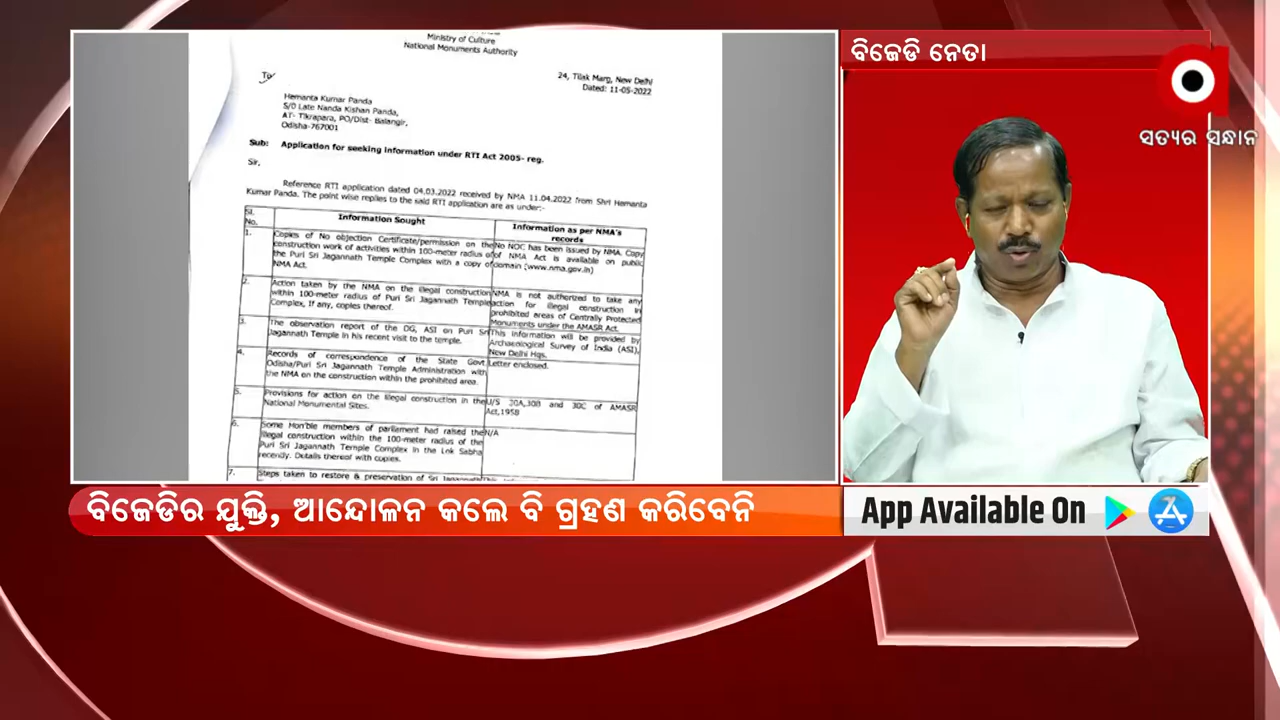 Ministry of Culture
National Monuments Authority
To
24, Tilak Marg, New Delhi
Dated: 11-05-2022
Hemanta Kumar Panda
S/O Late Nanda Kishan Panda,
AT- Tikrapara, PO/Dist- Balangir,
Odisha-767001
Sub: Application for seeking information under RTI Act 2005- reg.
Sir,
Reference RTI application dated 04.03.2022 received by NMA 11.04.2022 from Shri Hemanta
Kumar Panda. The point wise replies to the said RTI application are as under:-
Sl. No.
Information Sought
Information as per NMA's
records
1.
Copies of No objection Certificate/permission on the
construction work of activities within 100-meter radius of
the Puri Sri Jagannath Temple Complex with a copy of
NMA Act.
No NOC has been issued by NMA. Copy
of NMA Act is available on public
domain (www.nma.gov.in)
2.
Action taken by the NMA on the illegal construction
within 100-meter radius of Puri Sri Jagannath Temple
Complex, If any, copies thereof.
NMA is not authorized to take any
action for illegal construction in
prohibited areas of Centrally Protected
Monuments under the AMASR Act.
3.
The observation report of the DG, ASI on Puri Sri
Jagannath Temple in his recent visit to the temple.
This information will be provided by
Archaeological Survey of India (ASI),
New Delhi Hqs.
4.
Records of correspondence of the State Govt.
Odisha/Puri Sri Jagannath Temple Administration with
the NMA on the construction within the prohibited area.
Letter enclosed.
5.
Provisions for action on the illegal construction in the
National Monumental Sites.
U/S 30A,30B and 30C of AMASR
Act,1958
6.
Some Hon'ble members of parliament had raised the
illegal construction within the 100-meter radius of the
Puri Sri Jagannath Temple Complex in the Lok Sabha
recently. Details thereof with copies.
N/A
7.
Steps taken to restore & preservation of Sri Jagannath
ବିଜେଡି ନେତା
ସତ୍ୟର ସନ୍ଧାନ
ବିଜେଡିର ଯୁକ୍ତି, ଆନ୍ଦୋଳନ କଲେ ବି ଗ୍ରହଣ କରିବେନି
App Available On